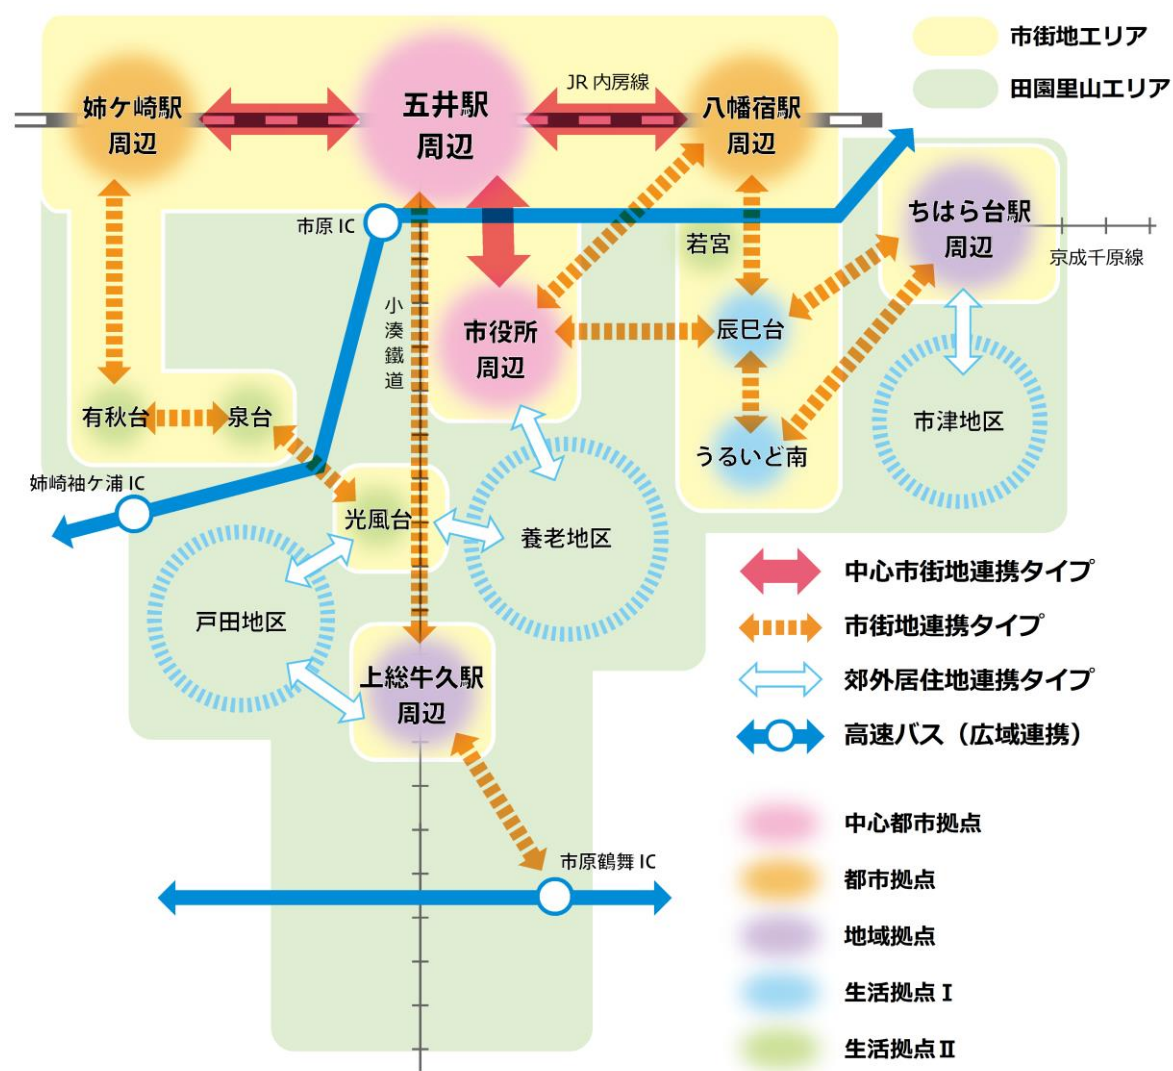 市街地エリア
田園里山エリア
JR 内房線
姉ケ崎駅
周辺
五井駅
周辺
八幡宿駅
周辺
ちはら台駅
周辺
京成千原線
市原 IC
若宮
小湊鐵道
市役所
周辺
辰巳台
有秋台
泉台
市津地区
うるいど南
姉崎袖ケ浦 IC
光風台
養老地区
戸田地区
上総牛久駅
周辺
市原鶴舞 IC
中心市街地連携タイプ
市街地連携タイプ
郊外居住地連携タイプ
高速バス（広域連携）
中心都市拠点
都市拠点
地域拠点
生活拠点 Ⅰ
生活拠点 Ⅱ